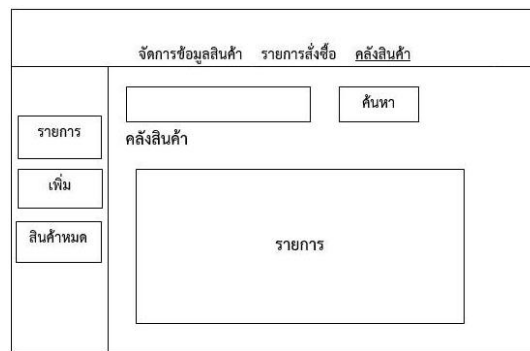 จัดการข้อมูลสินค้า รายการสั่งซื้อ คลังสินค้า
ค้นหา
รายการ
คลังสินค้า
เพิ่ม
สินค้าหมด
รายการ